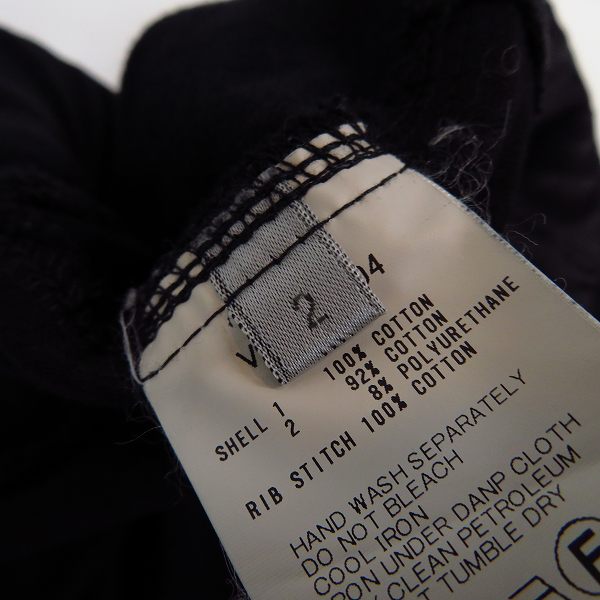 2
04
SHELL 1 100% COTTON
2 92% COTTON
8% POLYURETHANE
RIB STITCH 100% COTTON
HAND WASH SEPARATELY
DO NOT BLEACH
COOL IRON
IRON UNDER DANP CLOTH
CLEAN PETROLEUM
TUMBLE DRY
F